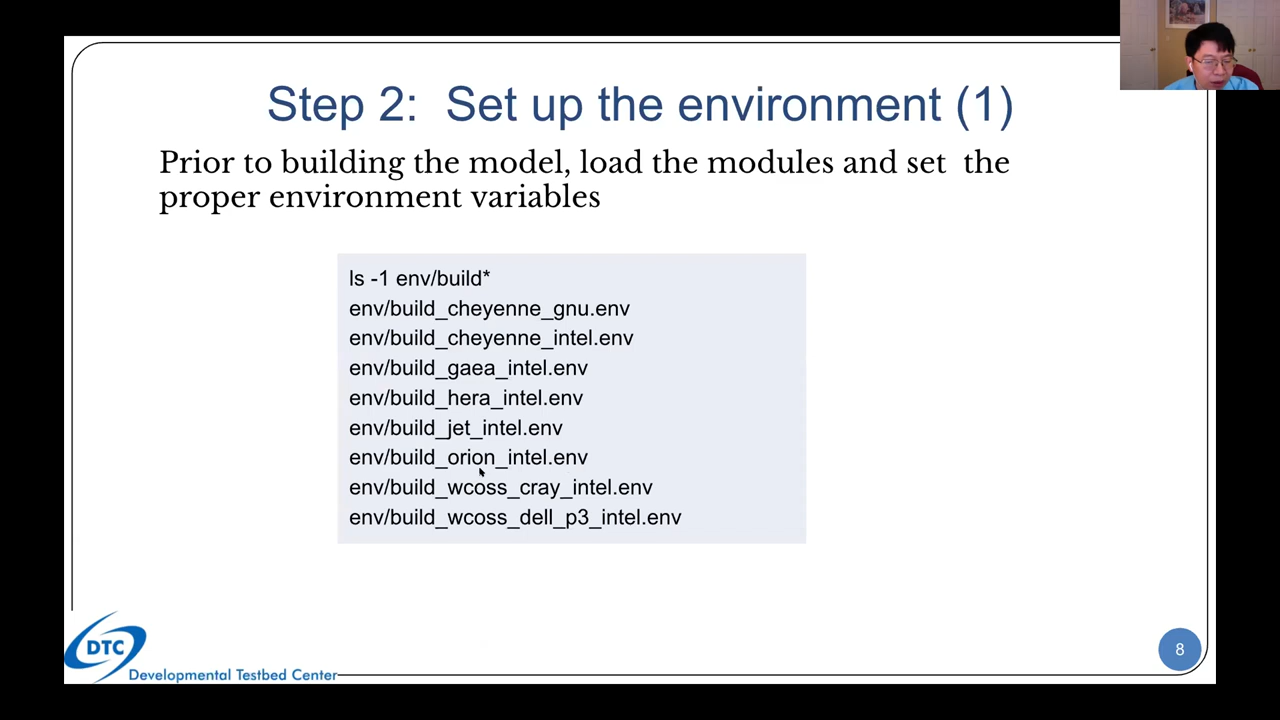 Step 2: Set up the environment (1)
Prior to building the model, load the modules and set the
proper environment variables
ls -1 env/build*
env/build_cheyenne_gnu.env
env/build_cheyenne_intel.env
env/build_gaea_intel.env
env/build_hera_intel.env
env/build_jet_intel.env
env/build_orion_intel.env
env/build_wcoss_cray_intel.env
env/build_wcoss_dell_p3_intel.env
DTC
Developmental Testbed Center
8